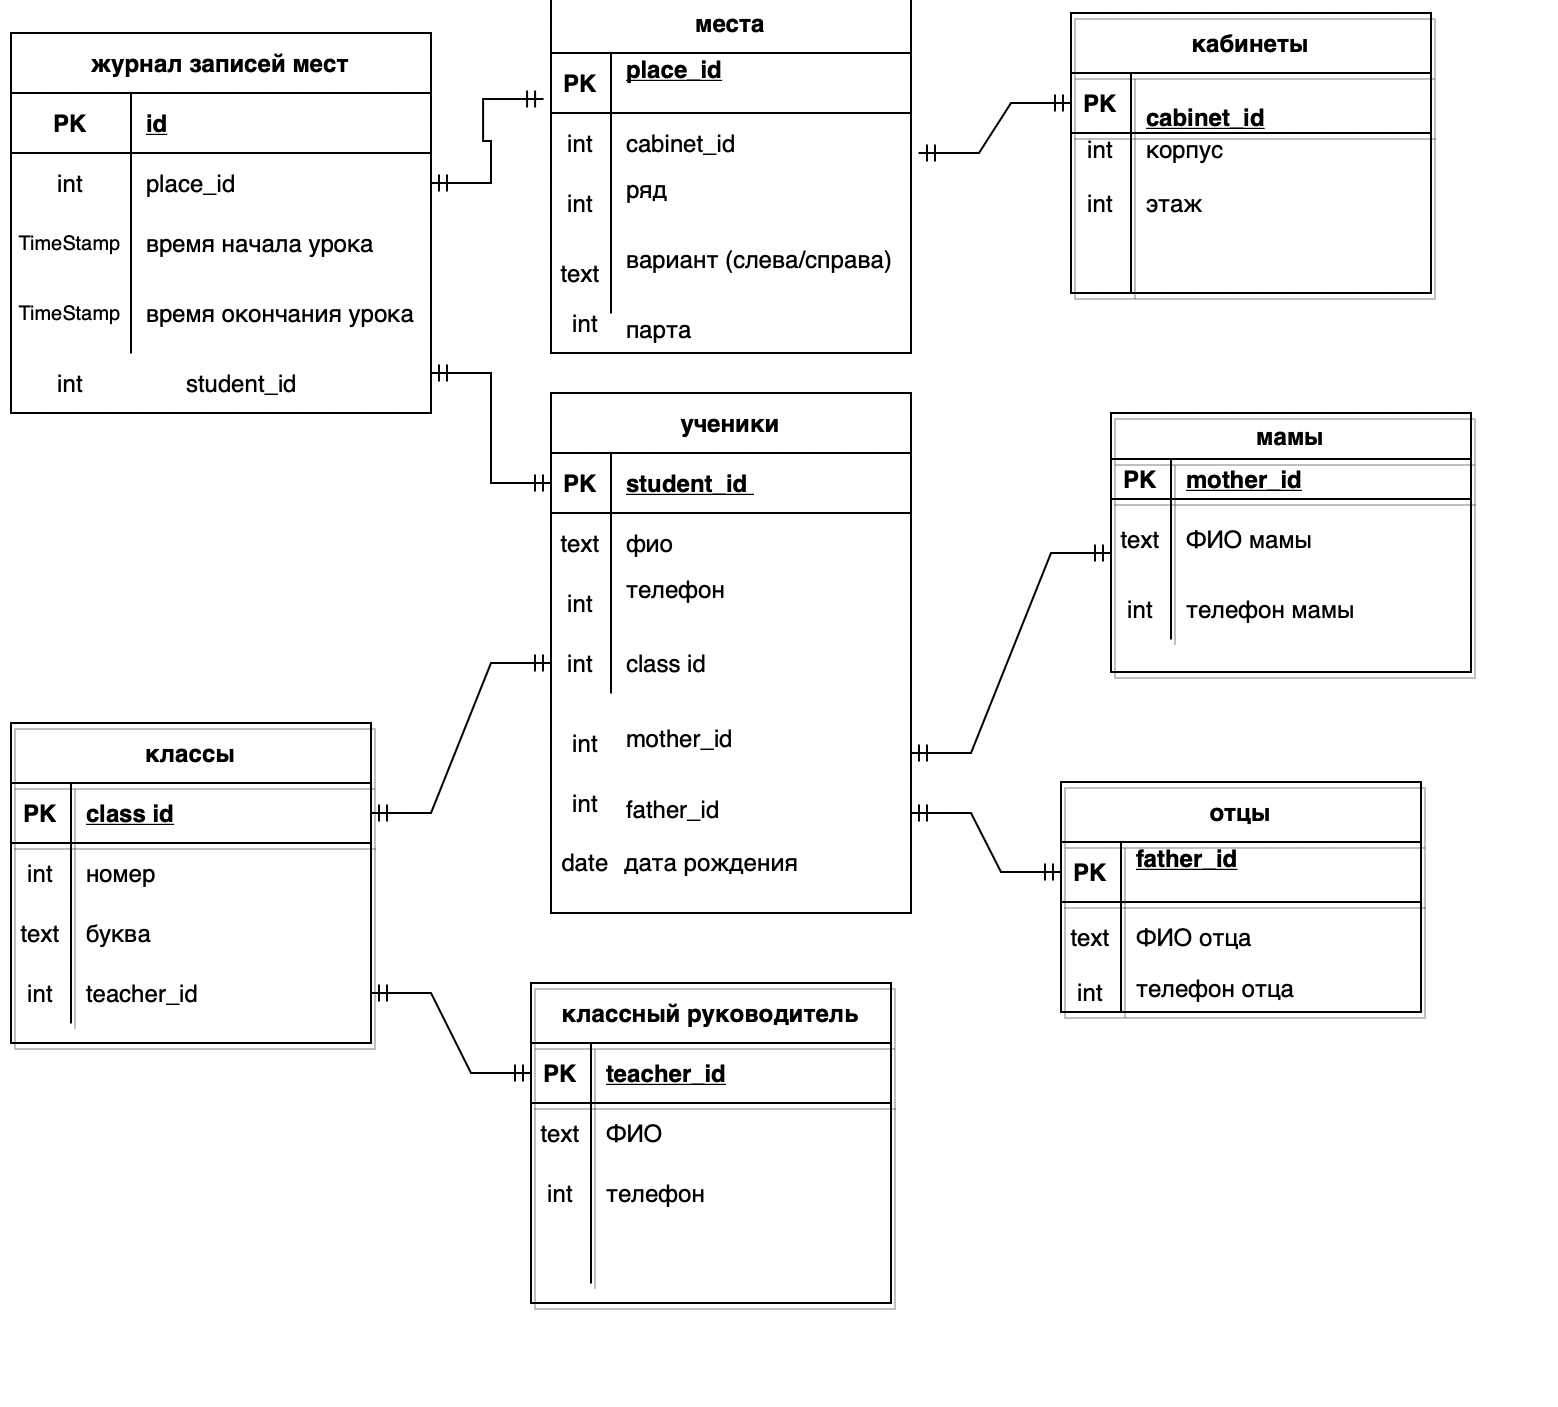 журнал записей мест
PK id
int place_id
TimeStamp время начала урока
TimeStamp время окончания урока
int student_id
места
PK place_id
int cabinet_id
int ряд
text вариант (слева/справа)
int парта
кабинеты
PK cabinet_id
int корпус
int этаж
ученики
PK student_id
text фио
int телефон
int class id
int mother_id
int father_id
date дата рождения
мамы
PK mother_id
text ФИО мамы
int телефон мамы
классы
PK class id
int номер
text буква
int teacher_id
отцы
PK father_id
text ФИО отца
int телефон отца
классный руководитель
PK teacher_id
text ФИО
int телефон